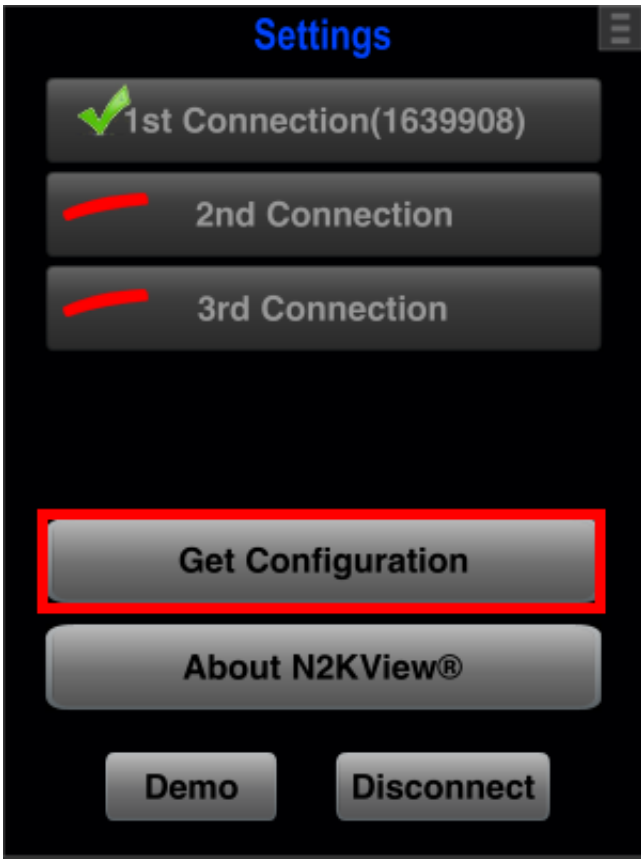 Settings
1st Connection(1639908)
2nd Connection
3rd Connection
Get Configuration
About N2KView®
Demo
Disconnect